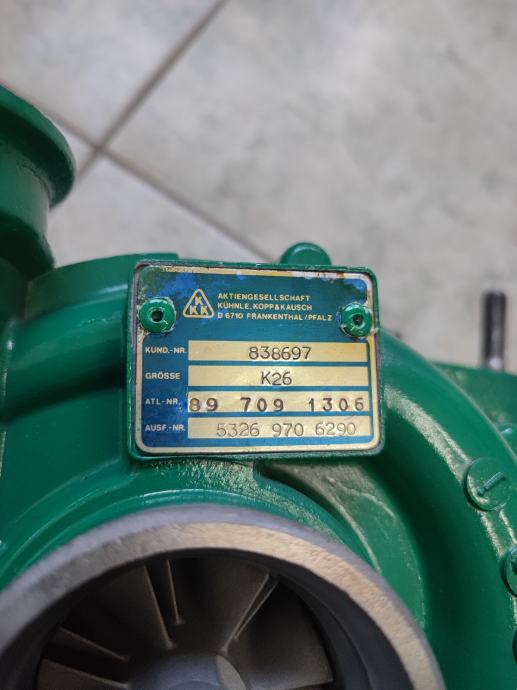 K
KK
AKTIENGESELLSCHAFT
KÜHNLE, KOPP & KAUSCH
D 6710 FRANKENTHAL/PFALZ
KUND.-NR. 838697
GRÖSSE K26
ATL-NR. 89 709 1306
AUSF.-NR. 5326 970 6290